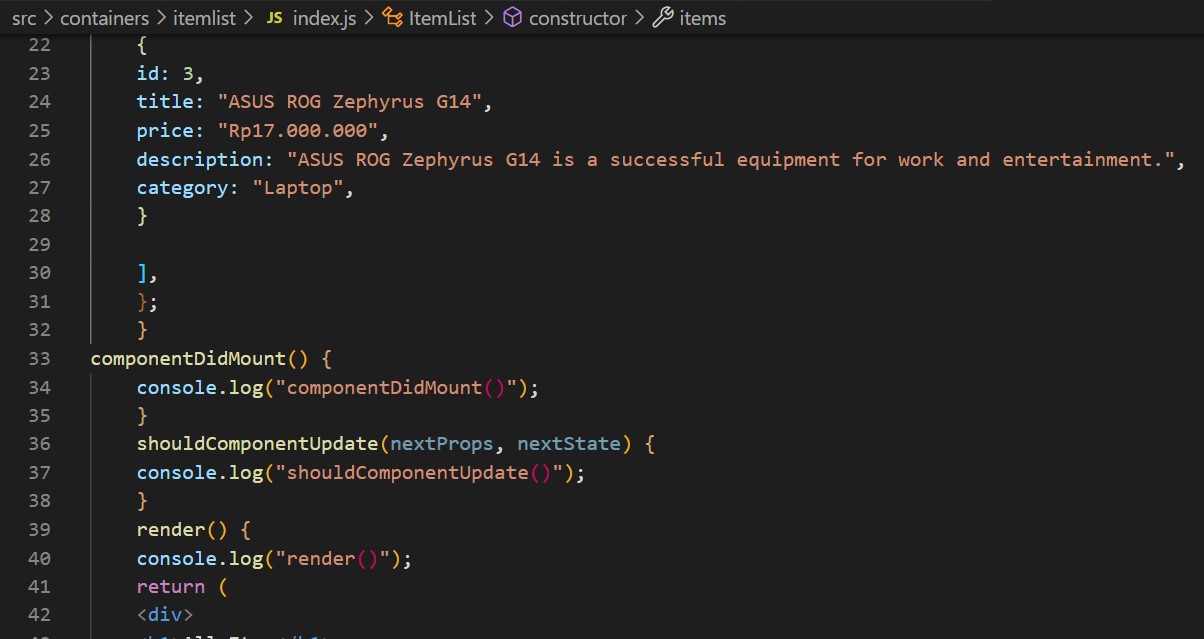 src > containers > itemlist > JS index.js > ItemList > constructor > items
22 {
23 id: 3,
24 title: "ASUS ROG Zephyrus G14",
25 price: "Rp17.000.000",
26 description: "ASUS ROG Zephyrus G14 is a successful equipment for work and entertainment.",
27 category: "Laptop",
28 }
29
30 ],
31 };
32 }
33 componentDidMount() {
34 console.log("componentDidMount()");
35 }
36 shouldComponentUpdate(nextProps, nextState) {
37 console.log("shouldComponentUpdate()");
38 }
39 render() {
40 console.log("render()");
41 return (
42 <div>